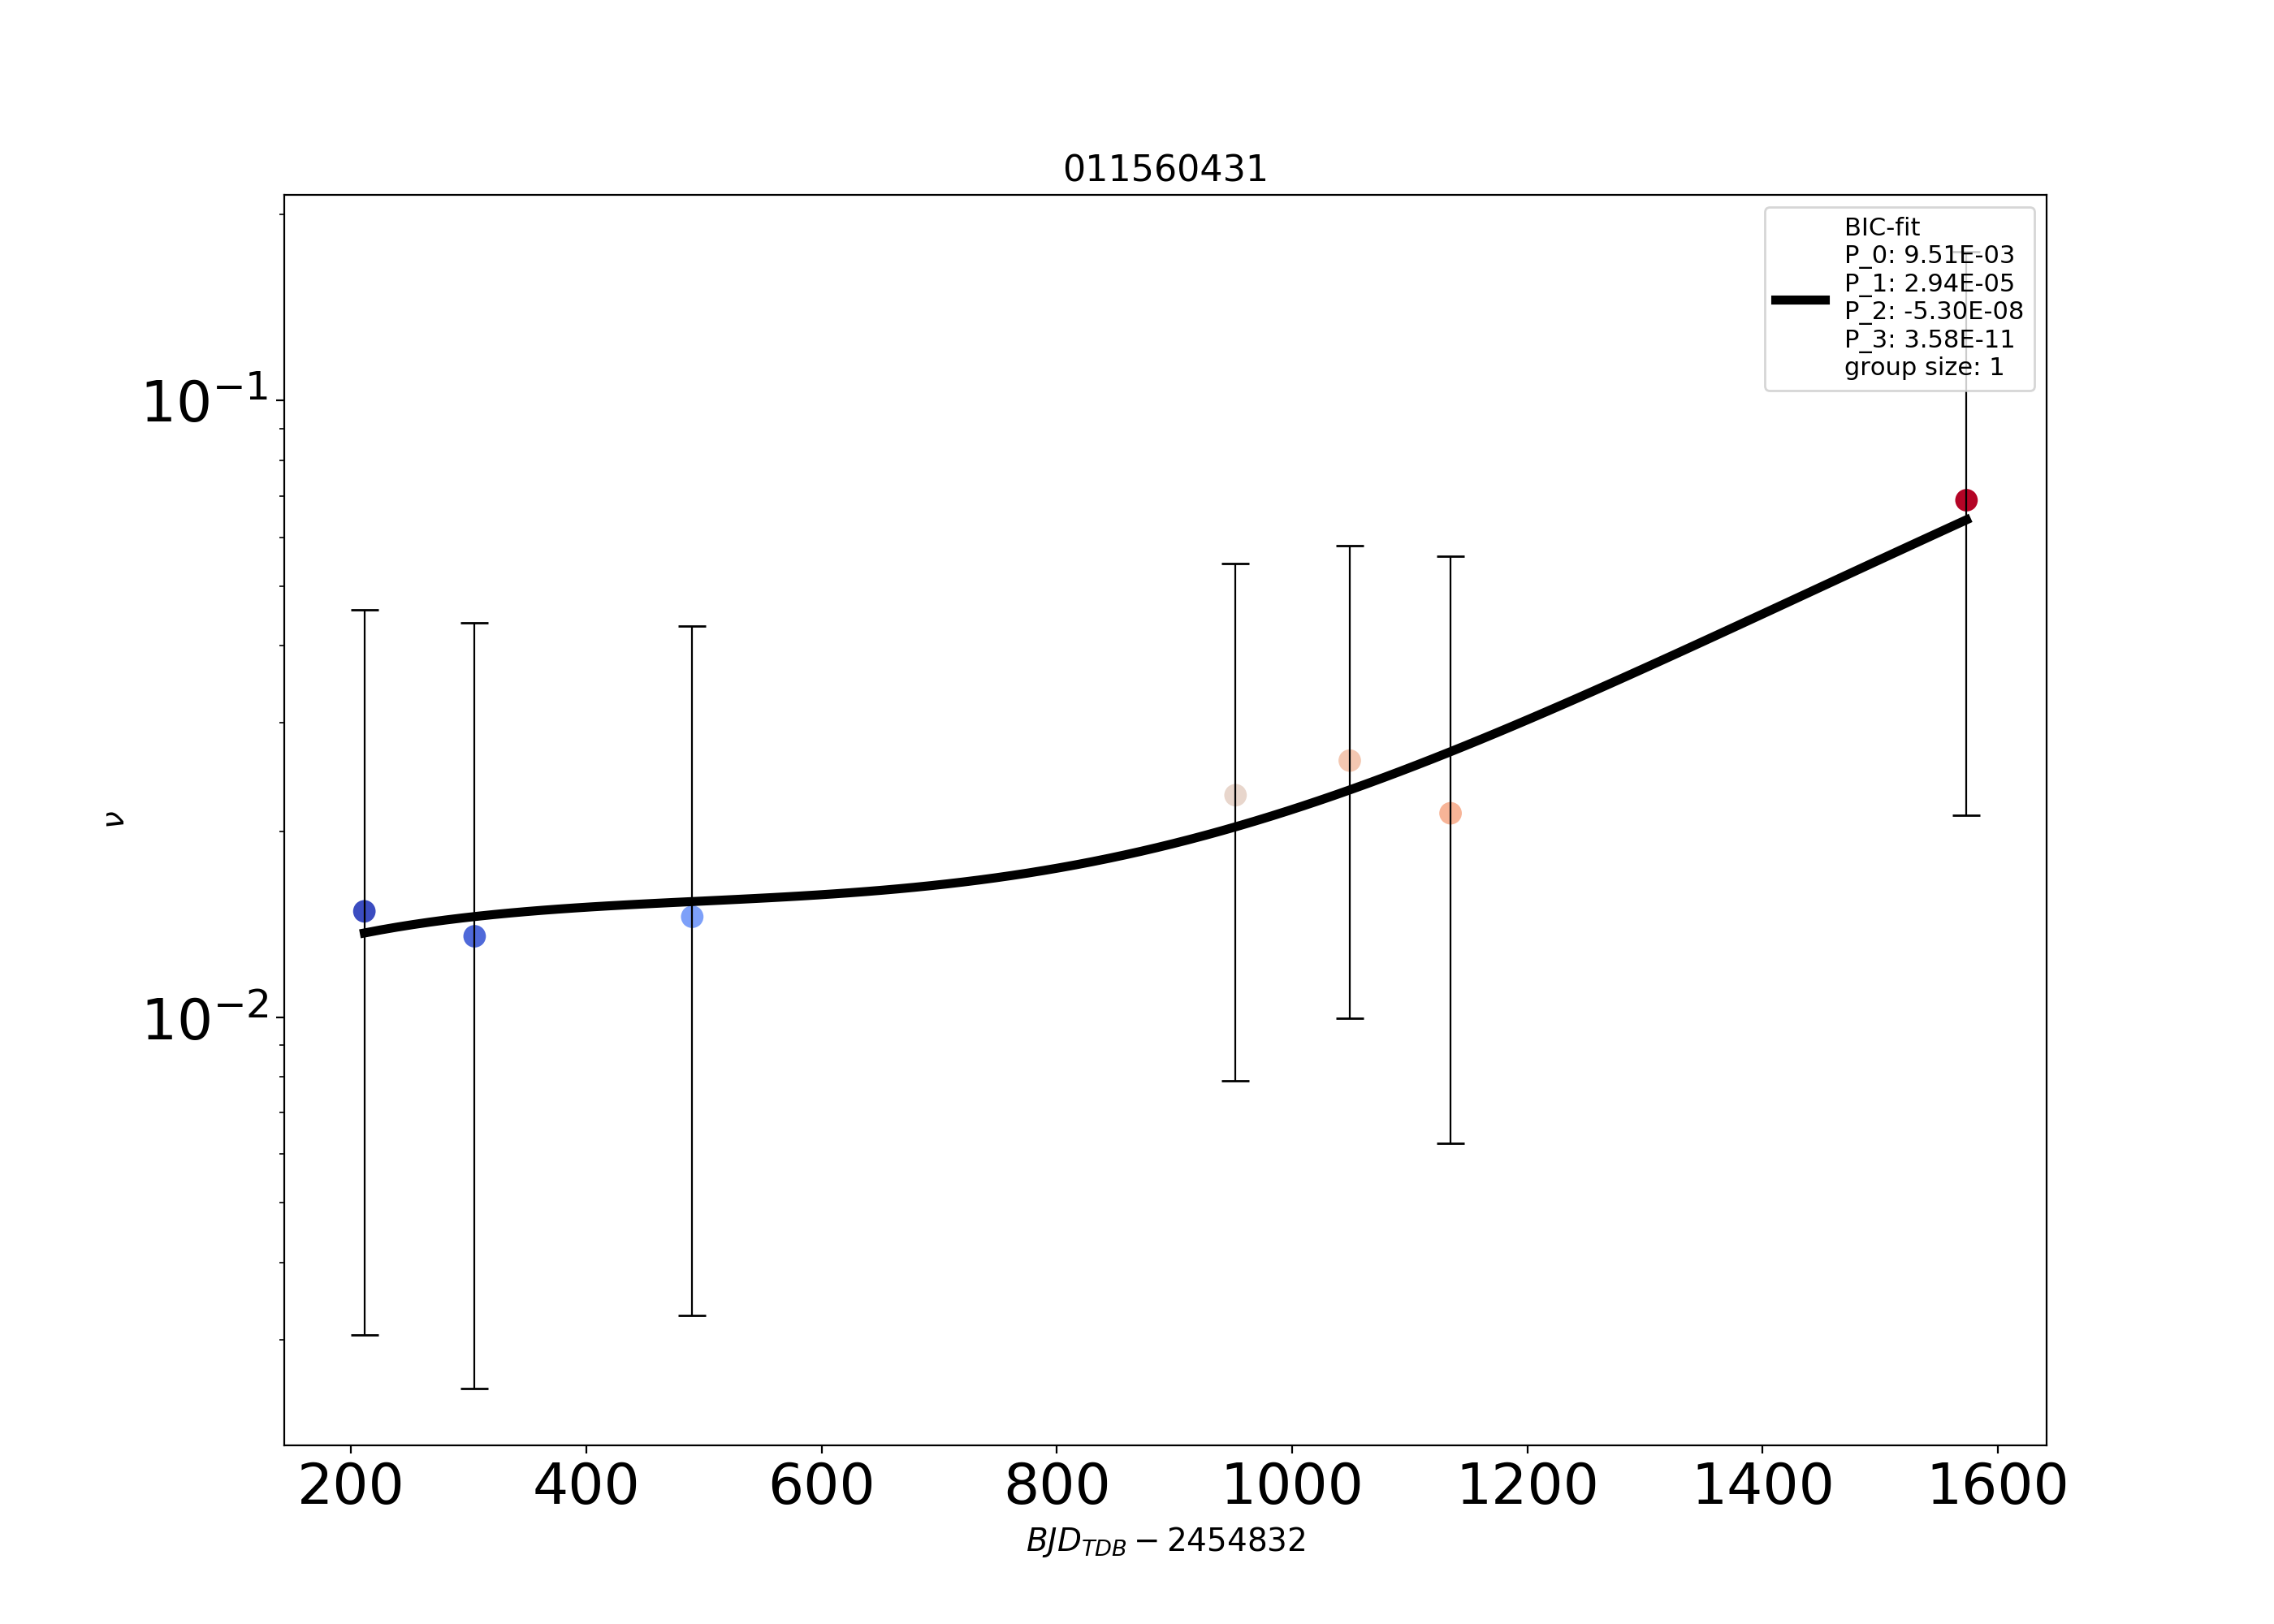 011560431
BIC-fit
P_0: 9.51E-03
P_1: 2.94E-05
P_2: -5.30E-08
P_3: 3.58E-11
group size: 1
10⁻¹
10⁻²
ν
200 400 600 800 1000 1200 1400 1600
BJD_TDB − 2454832